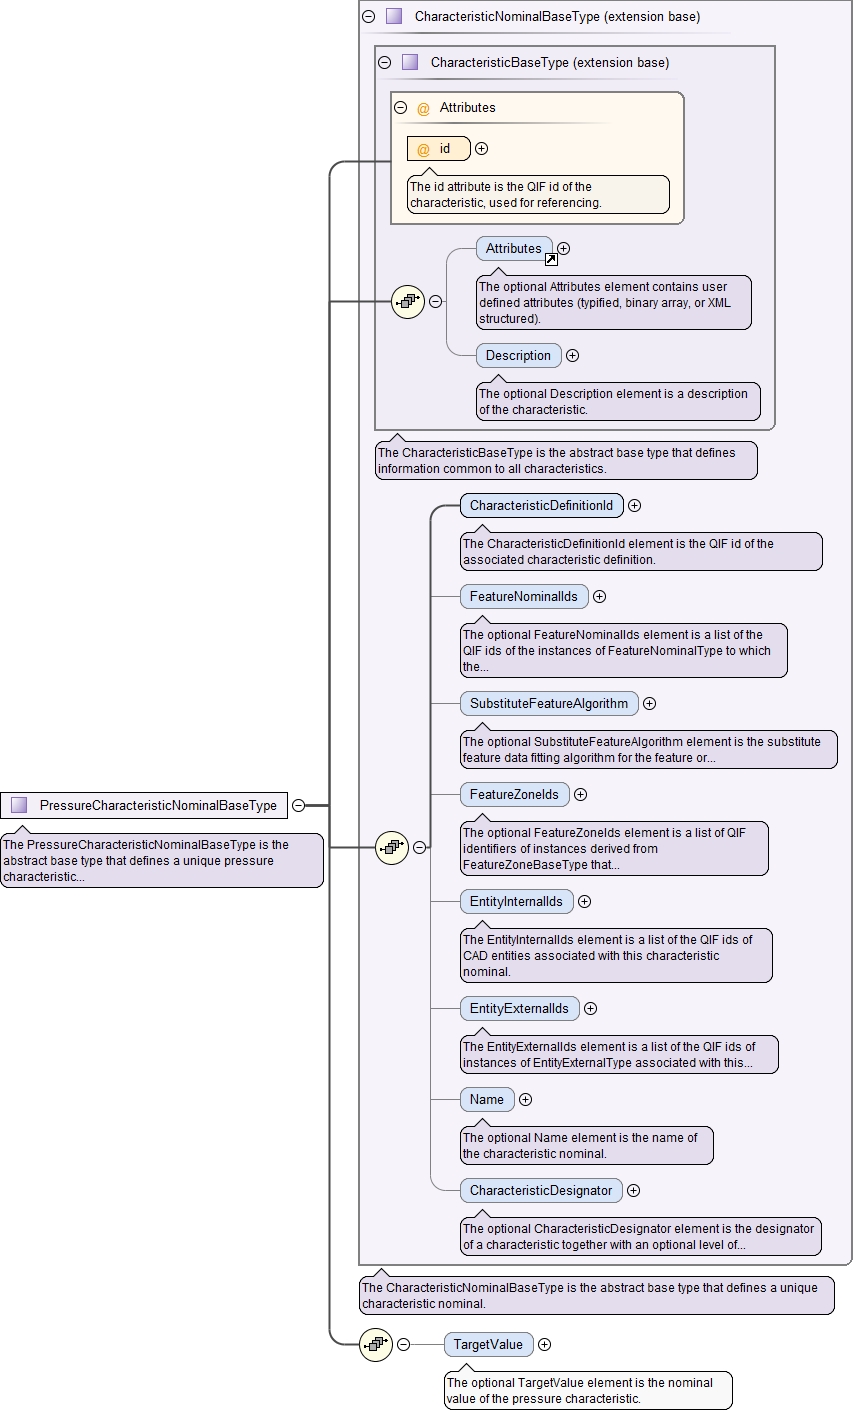 CharacteristicNominalBaseType (extension base)
CharacteristicBaseType (extension base)
@ Attributes
@ id
The id attribute is the QIF id of the
characteristic, used for referencing.
Attributes
The optional Attributes element contains user
defined attributes (typified, binary array, or XML
structured).
Description
The optional Description element is a description
of the characteristic.
The CharacteristicBaseType is the abstract base type that defines
information common to all characteristics.
CharacteristicDefinitionId
The CharacteristicDefinitionId element is the QIF id of the
associated characteristic definition.
FeatureNominalIds
The optional FeatureNominalIds element is a list of the
QIF ids of the instances of FeatureNominalType to which
the...
SubstituteFeatureAlgorithm
The optional SubstituteFeatureAlgorithm element is the substitute
feature data fitting algorithm for the feature or...
FeatureZoneIds
The optional FeatureZoneIds element is a list of QIF
identifiers of instances derived from
FeatureZoneBaseType that...
PressureCharacteristicNominalBaseType
The PressureCharacteristicNominalBaseType is the
abstract base type that defines a unique pressure
characteristic...
EntityInternalIds
The EntityInternalIds element is a list of the QIF ids of
CAD entities associated with this characteristic
nominal.
EntityExternalIds
The EntityExternalIds element is a list of the QIF ids of
instances of EntityExternalType associated with this...
Name
The optional Name element is the name of
the characteristic nominal.
CharacteristicDesignator
The optional CharacteristicDesignator element is the designator
of a characteristic together with an optional level of...
The CharacteristicNominalBaseType is the abstract base type that defines a unique
characteristic nominal.
TargetValue
The optional TargetValue element is the nominal
value of the pressure characteristic.